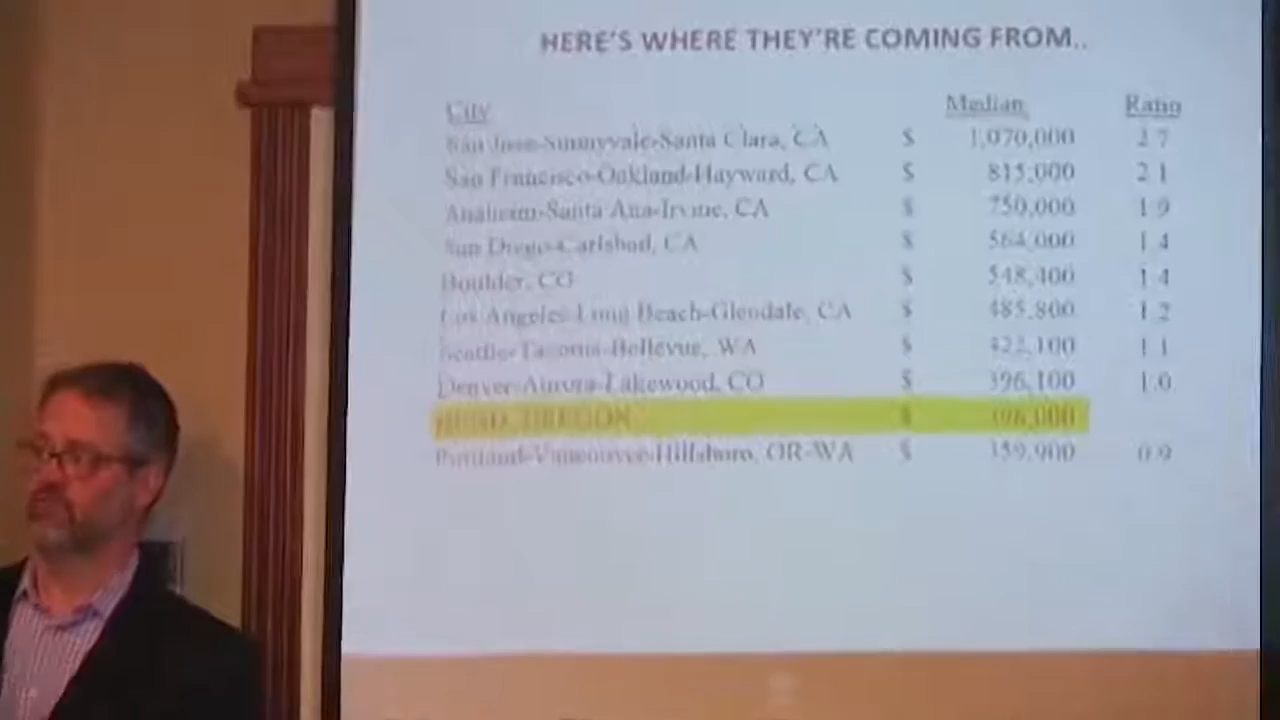 HERE'S WHERE THEY'RE COMING FROM..
City Median Ratio
San Jose-Sunnyvale-Santa Clara, CA $ 1,070,000 2.7
San Francisco-Oakland-Hayward, CA $ 815,000 2.1
Anaheim-Santa Ana-Irvine, CA $ 750,000 1.9
San Diego-Carlsbad, CA $ 564,000 1.4
Boulder, CO $ 548,400 1.4
Los Angeles-Long Beach-Glendale, CA $ 485,800 1.2
Seattle-Tacoma-Bellevue, WA $ 422,100 1.1
Denver-Aurora-Lakewood, CO $ 396,100 1.0
OREGON $
Portland-Vancouver-Hillsboro, OR-WA $ 359,900 0.9